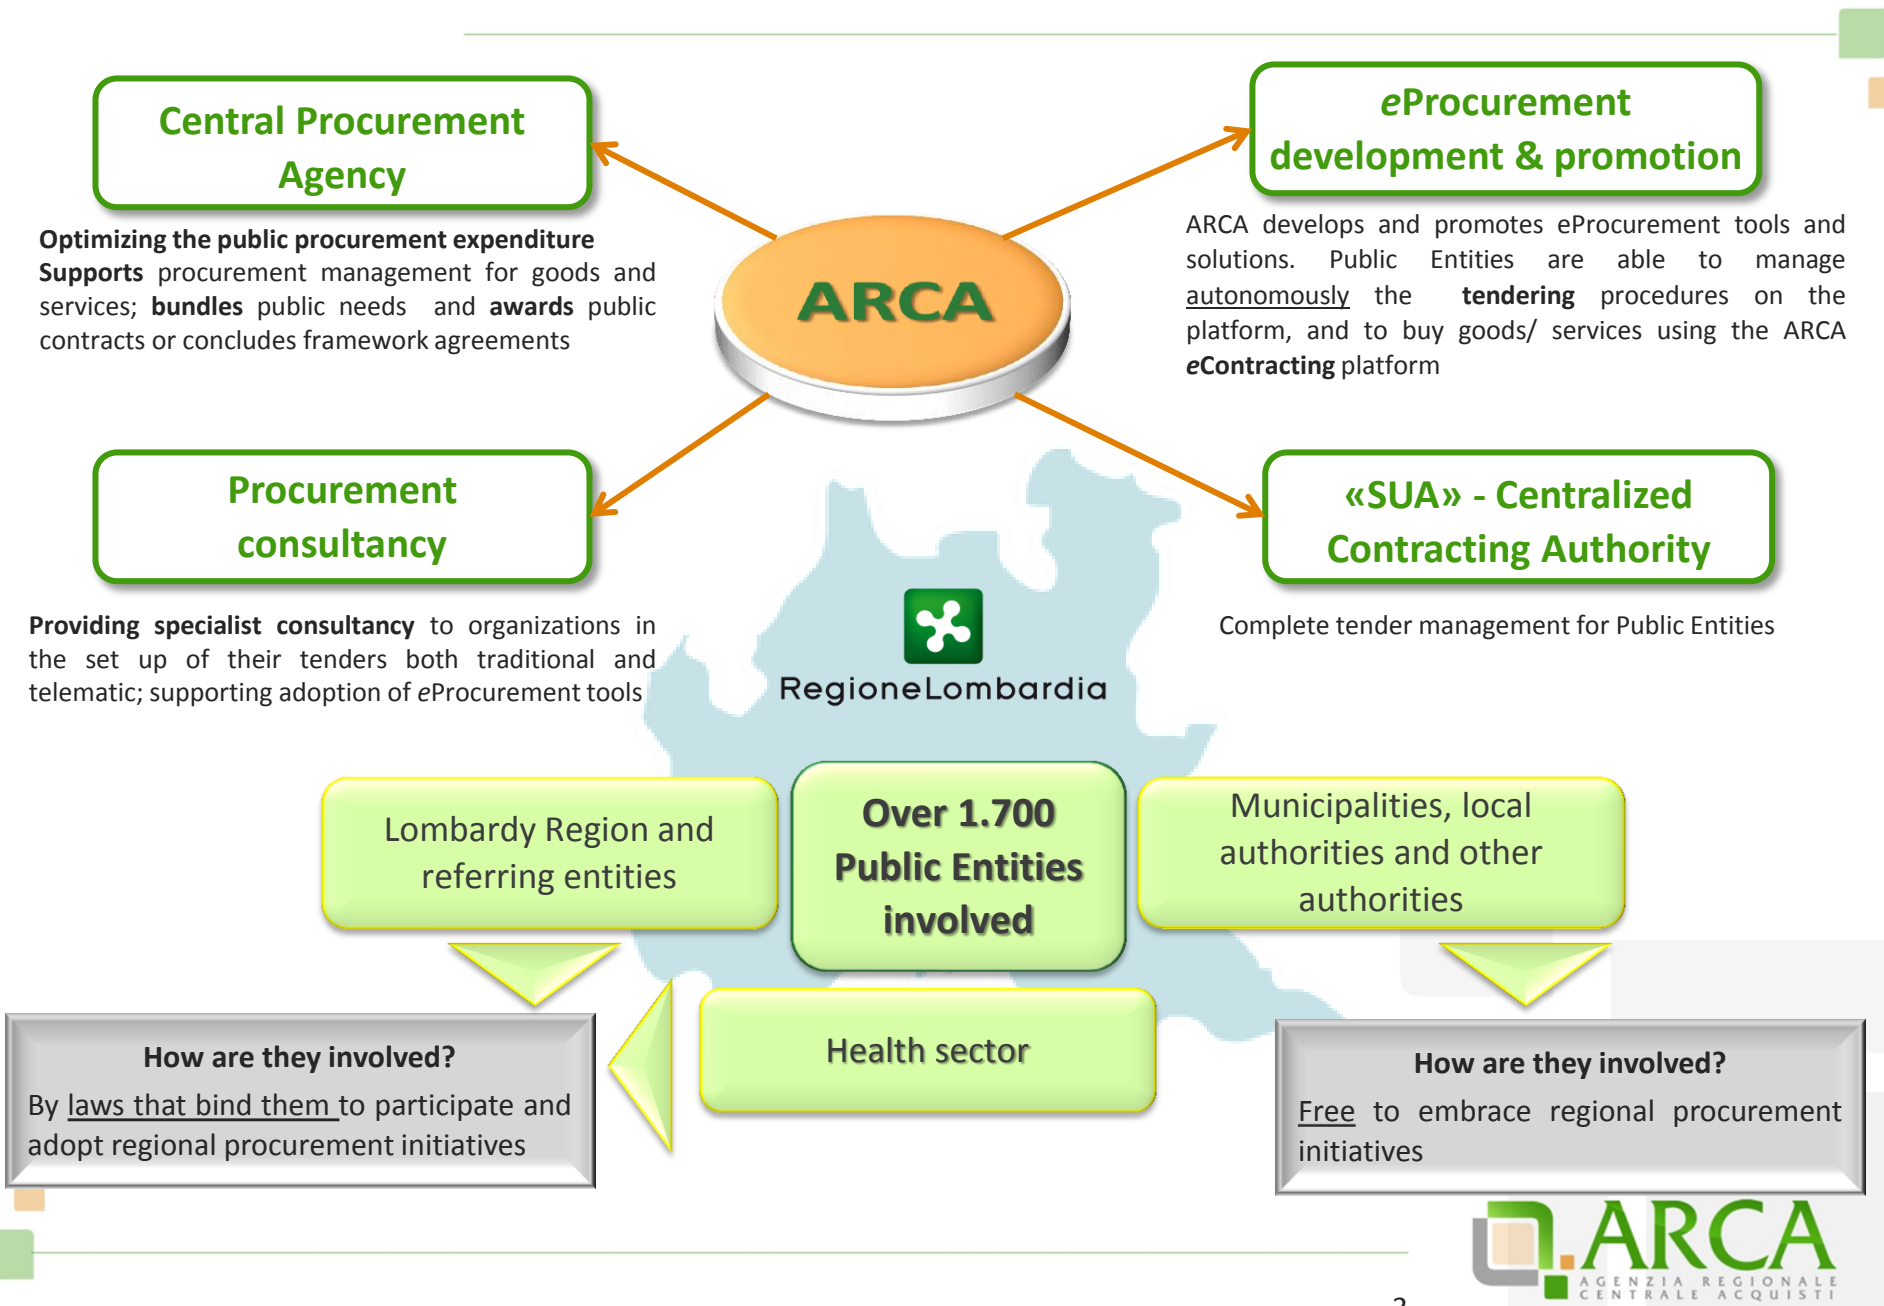 Central Procurement
Agency
Optimizing the public procurement expenditure
Supports procurement management for goods and
services; bundles public needs and awards public
contracts or concludes framework agreements
eProcurement
development & promotion
ARCA develops and promotes eProcurement tools and
solutions. Public Entities are able to manage
autonomously the tendering procedures on the
platform, and to buy goods/ services using the ARCA
eContracting platform
ARCA
Procurement
consultancy
Providing specialist consultancy to organizations in
the set up of their tenders both traditional and
telematic; supporting adoption of eProcurement tools
«SUA» - Centralized
Contracting Authority
Complete tender management for Public Entities
RegioneLombardia
Lombardy Region and
referring entities
Over 1.700
Public Entities
involved
Municipalities, local
authorities and other
authorities
Health sector
How are they involved?
By laws that bind them to participate and
adopt regional procurement initiatives
How are they involved?
Free to embrace regional procurement
initiatives
ARCA
AGENZIA REGIONALE
CENTRALE ACQUISTI